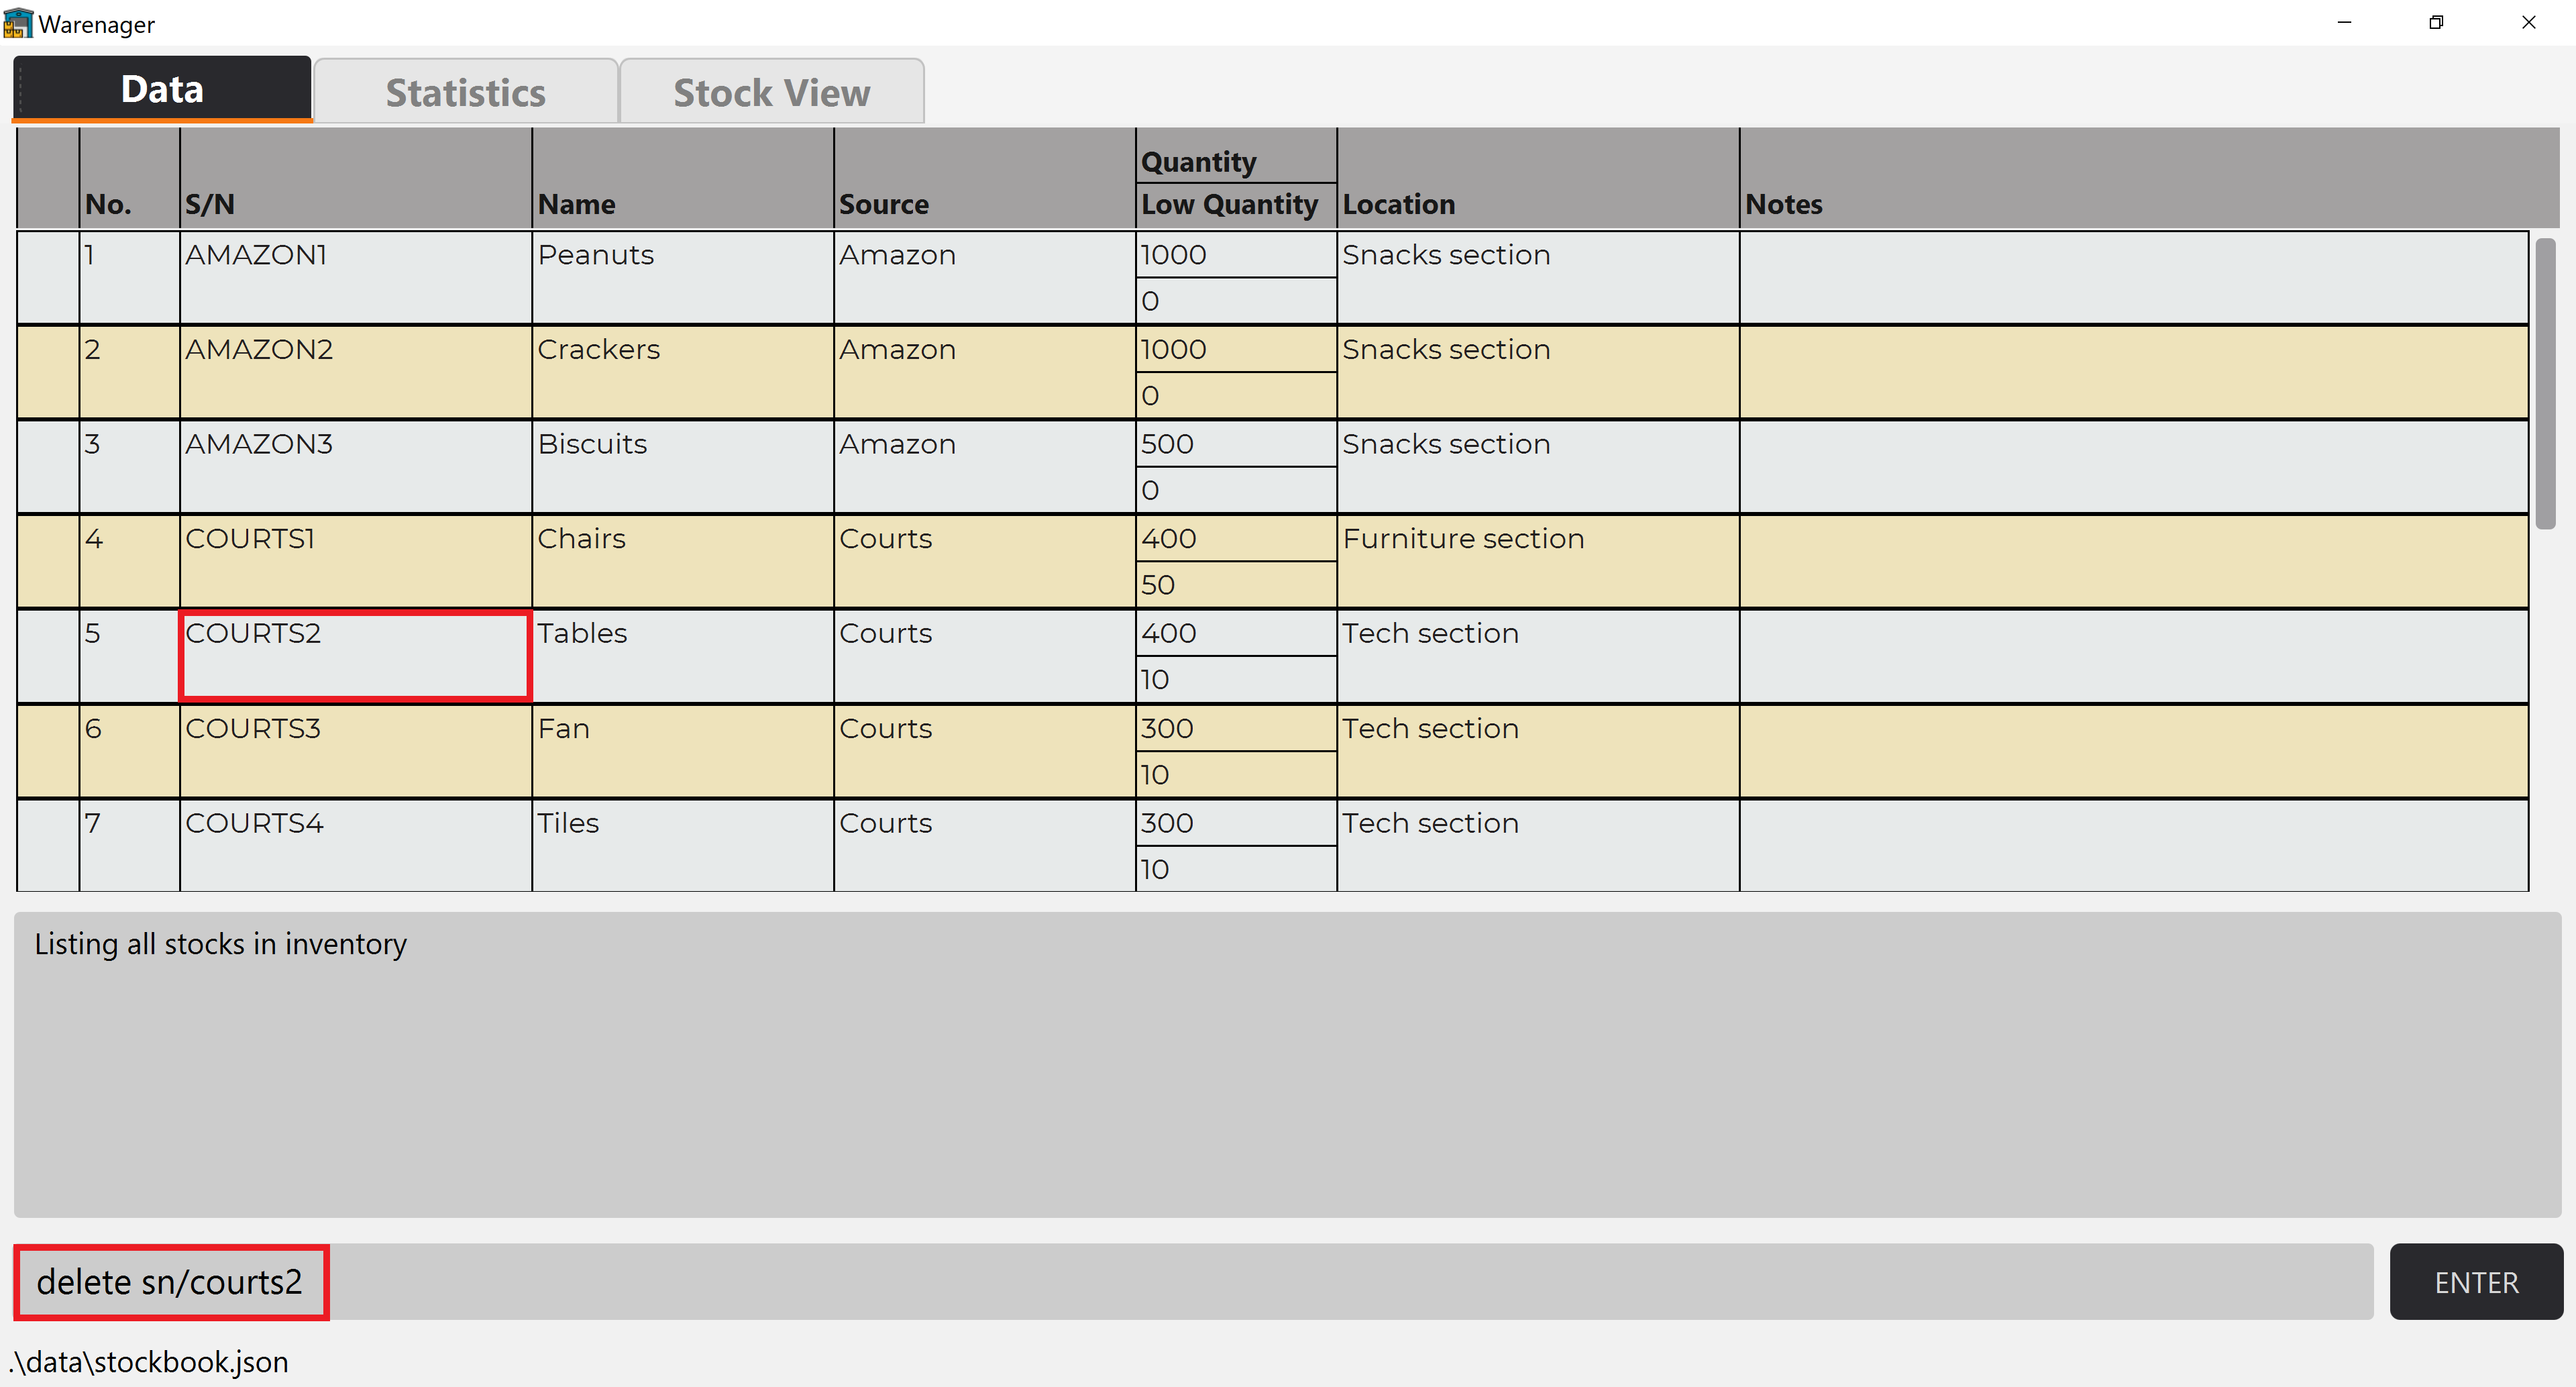 Warenager
Data Statistics Stock View
Quantity
No. S/N Name Source Low Quantity Location Notes
1 AMAZON1 Peanuts Amazon 1000 Snacks section
0
2 AMAZON2 Crackers Amazon 1000 Snacks section
0
3 AMAZON3 Biscuits Amazon 500 Snacks section
0
4 COURTS1 Chairs Courts 400 Furniture section
50
5 COURTS2 Tables Courts 400 Tech section
10
6 COURTS3 Fan Courts 300 Tech section
10
7 COURTS4 Tiles Courts 300 Tech section
10
Listing all stocks in inventory
delete sn/courts2 ENTER
.\data\stockbook.json